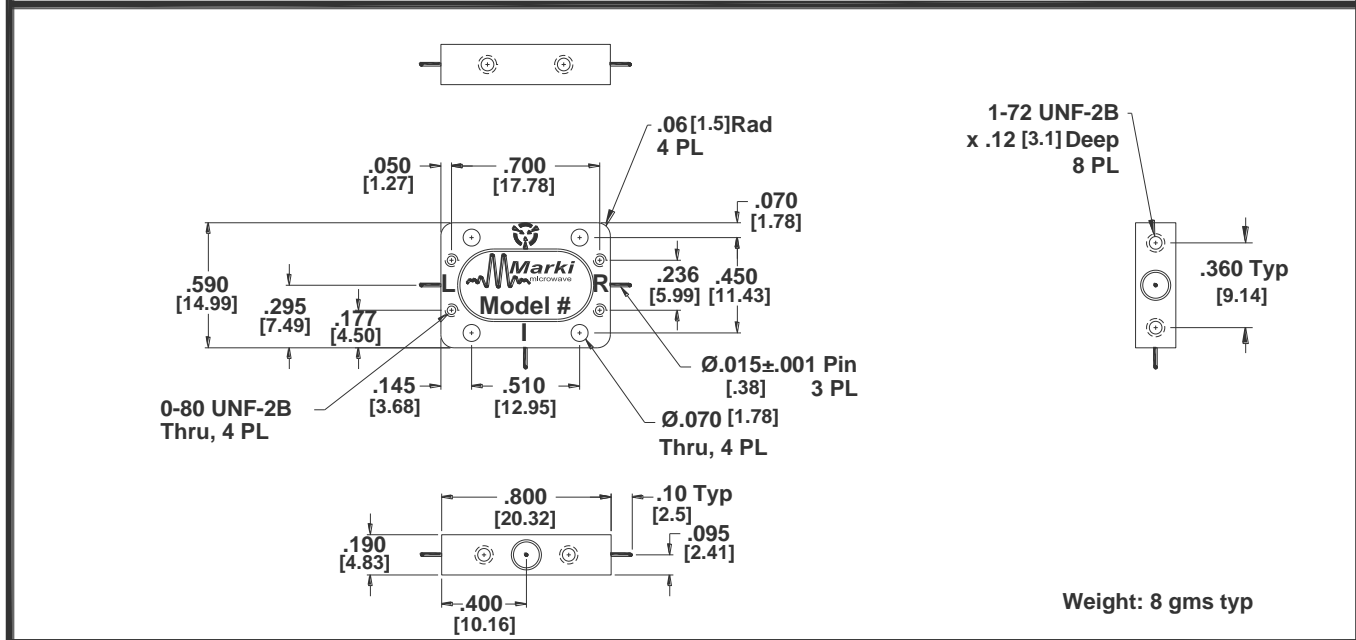 .06[1.5]Rad
4 PL
1-72 UNF-2B
x .12 [3.1] Deep
8 PL
.050
[1.27]
.700
[17.78]
.070
[1.78]
.590
[14.99]
.295
[7.49]
.177
[4.50]
L
Marki
microwave
Model #
R
I
.236
[5.99]
.450
[11.43]
.360 Typ
[9.14]
.145
[3.68]
.510
[12.95]
Ø.015±.001 Pin
[.38] 3 PL
0-80 UNF-2B
Thru, 4 PL
Ø.070 [1.78]
Thru, 4 PL
.800
[20.32]
.10 Typ
[2.5]
.190
[4.83]
.095
[2.41]
.400
[10.16]
Weight: 8 gms typ